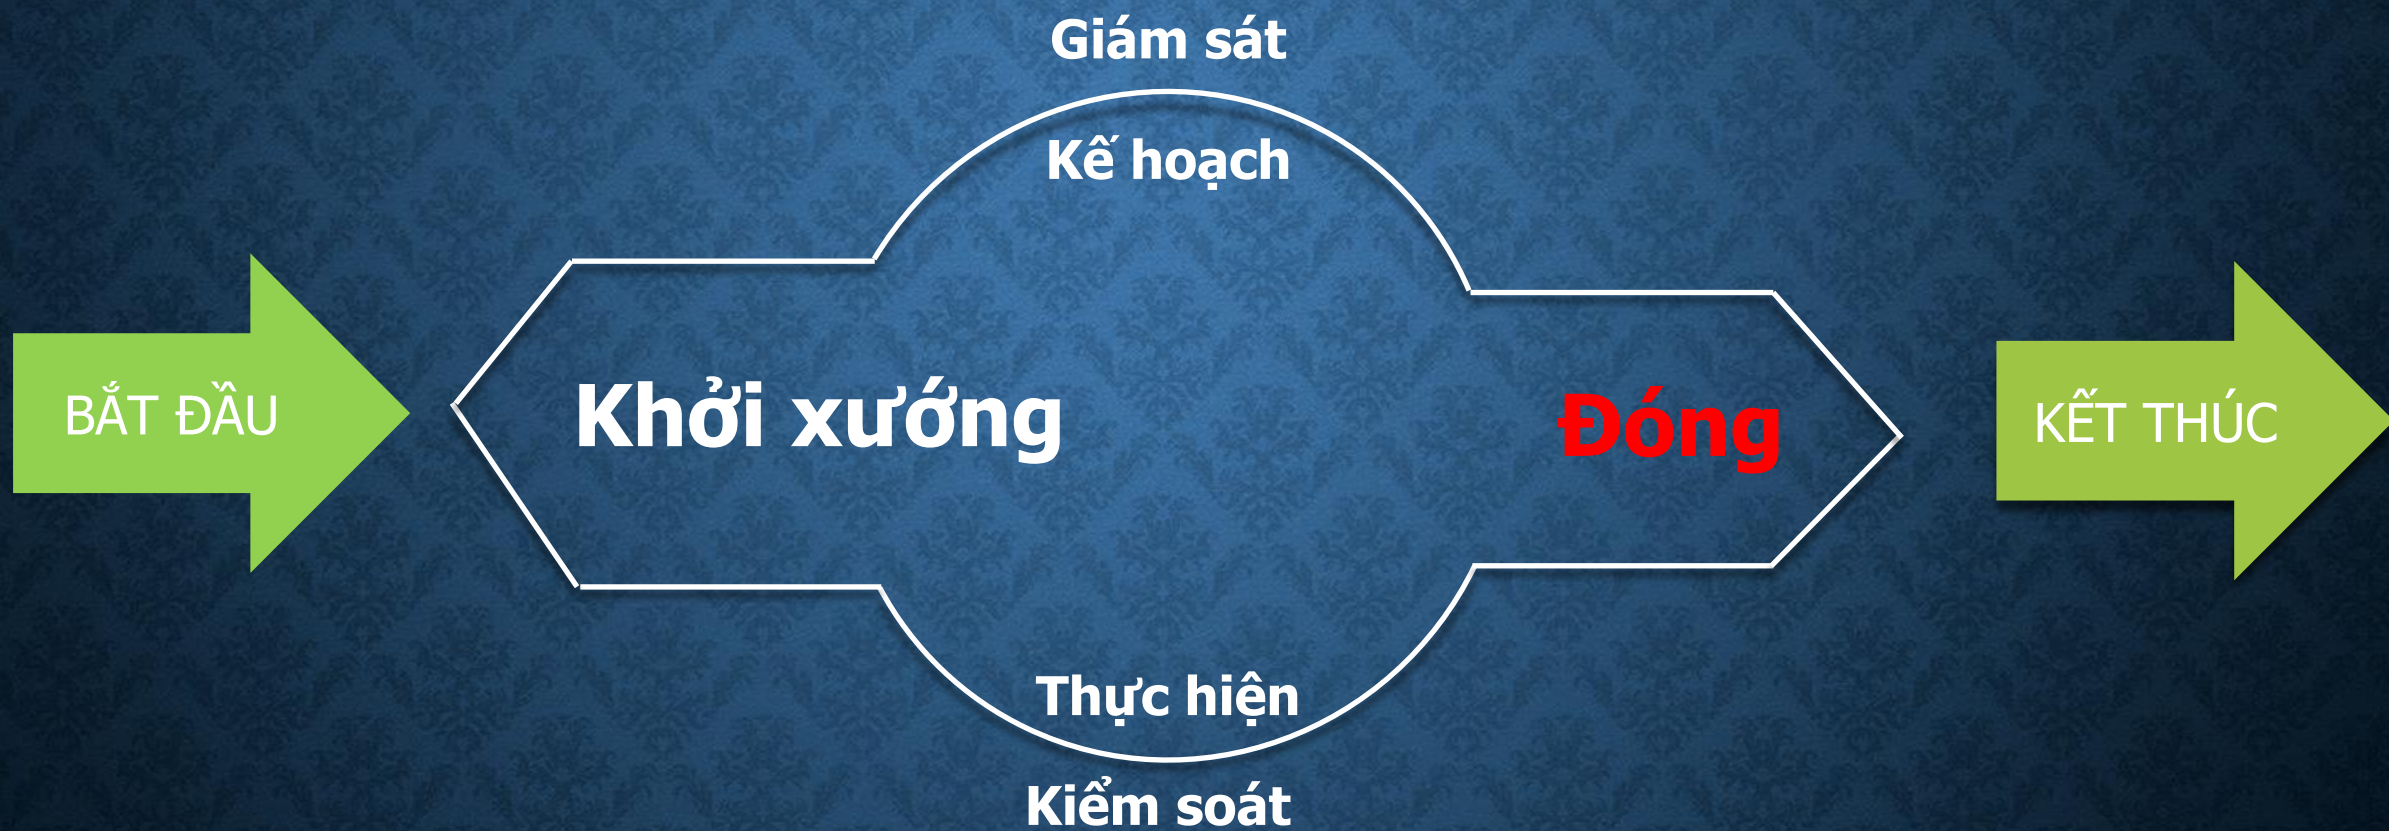 Giám sát
Kế hoạch
BẮT ĐẦU
Khởi xướng
Đóng
KẾT THÚC
Thực hiện
Kiểm soát